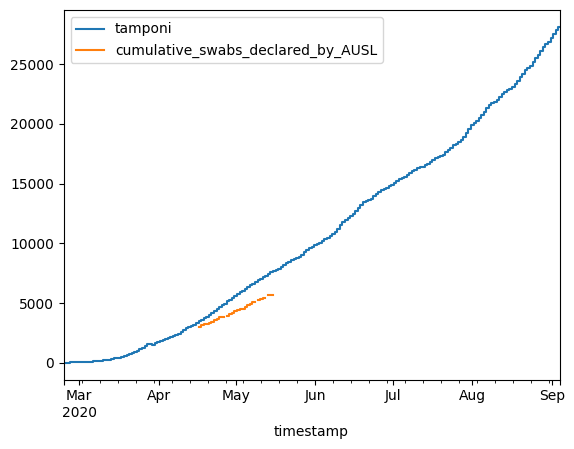 tamponi
cumulative_swabs_declared_by_AUSL
25000
20000
15000
10000
5000
0
Mar Apr May Jun Jul Aug Sep
2020
timestamp